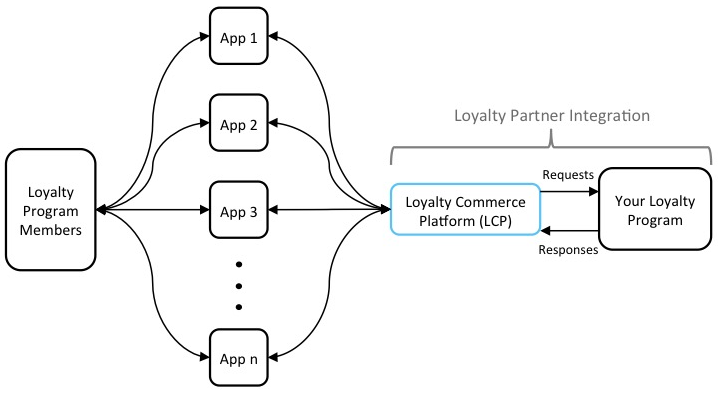 App 1
App 2
Loyalty Partner Integration
Loyalty
Program
Members
App 3
Loyalty Commerce
Platform (LCP)
Requests
Responses
Your Loyalty
Program
App n